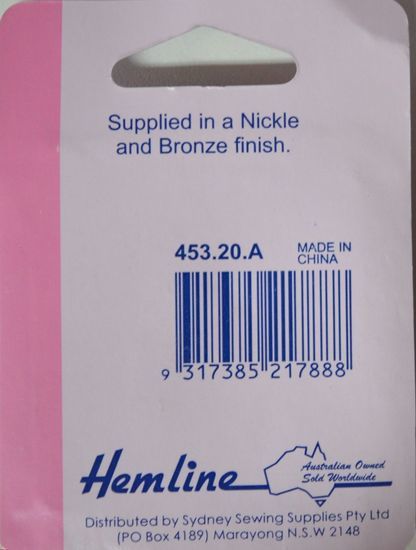 Supplied in a Nickle
and Bronze finish.
453.20.A
MADE IN
CHINA
9 317385 217888
Hemline
Australian Owned
Sold Worldwide
Distributed by Sydney Sewing Supplies Pty Ltd
(PO Box 4189) Marayong N.S.W 2148